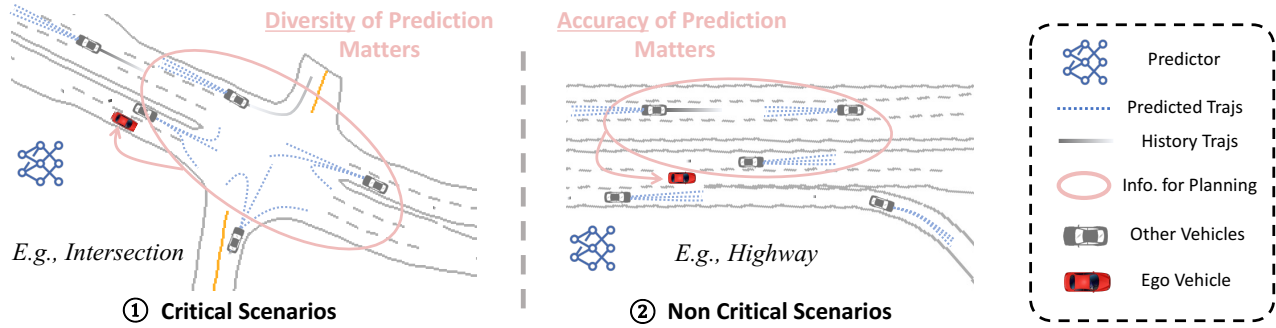 Diversity of Prediction
Matters
E.g., Intersection
① Critical Scenarios
Accuracy of Prediction
Matters
E.g., Highway
② Non Critical Scenarios
Predictor
Predicted Trajs
History Trajs
Info. for Planning
Other Vehicles
Ego Vehicle